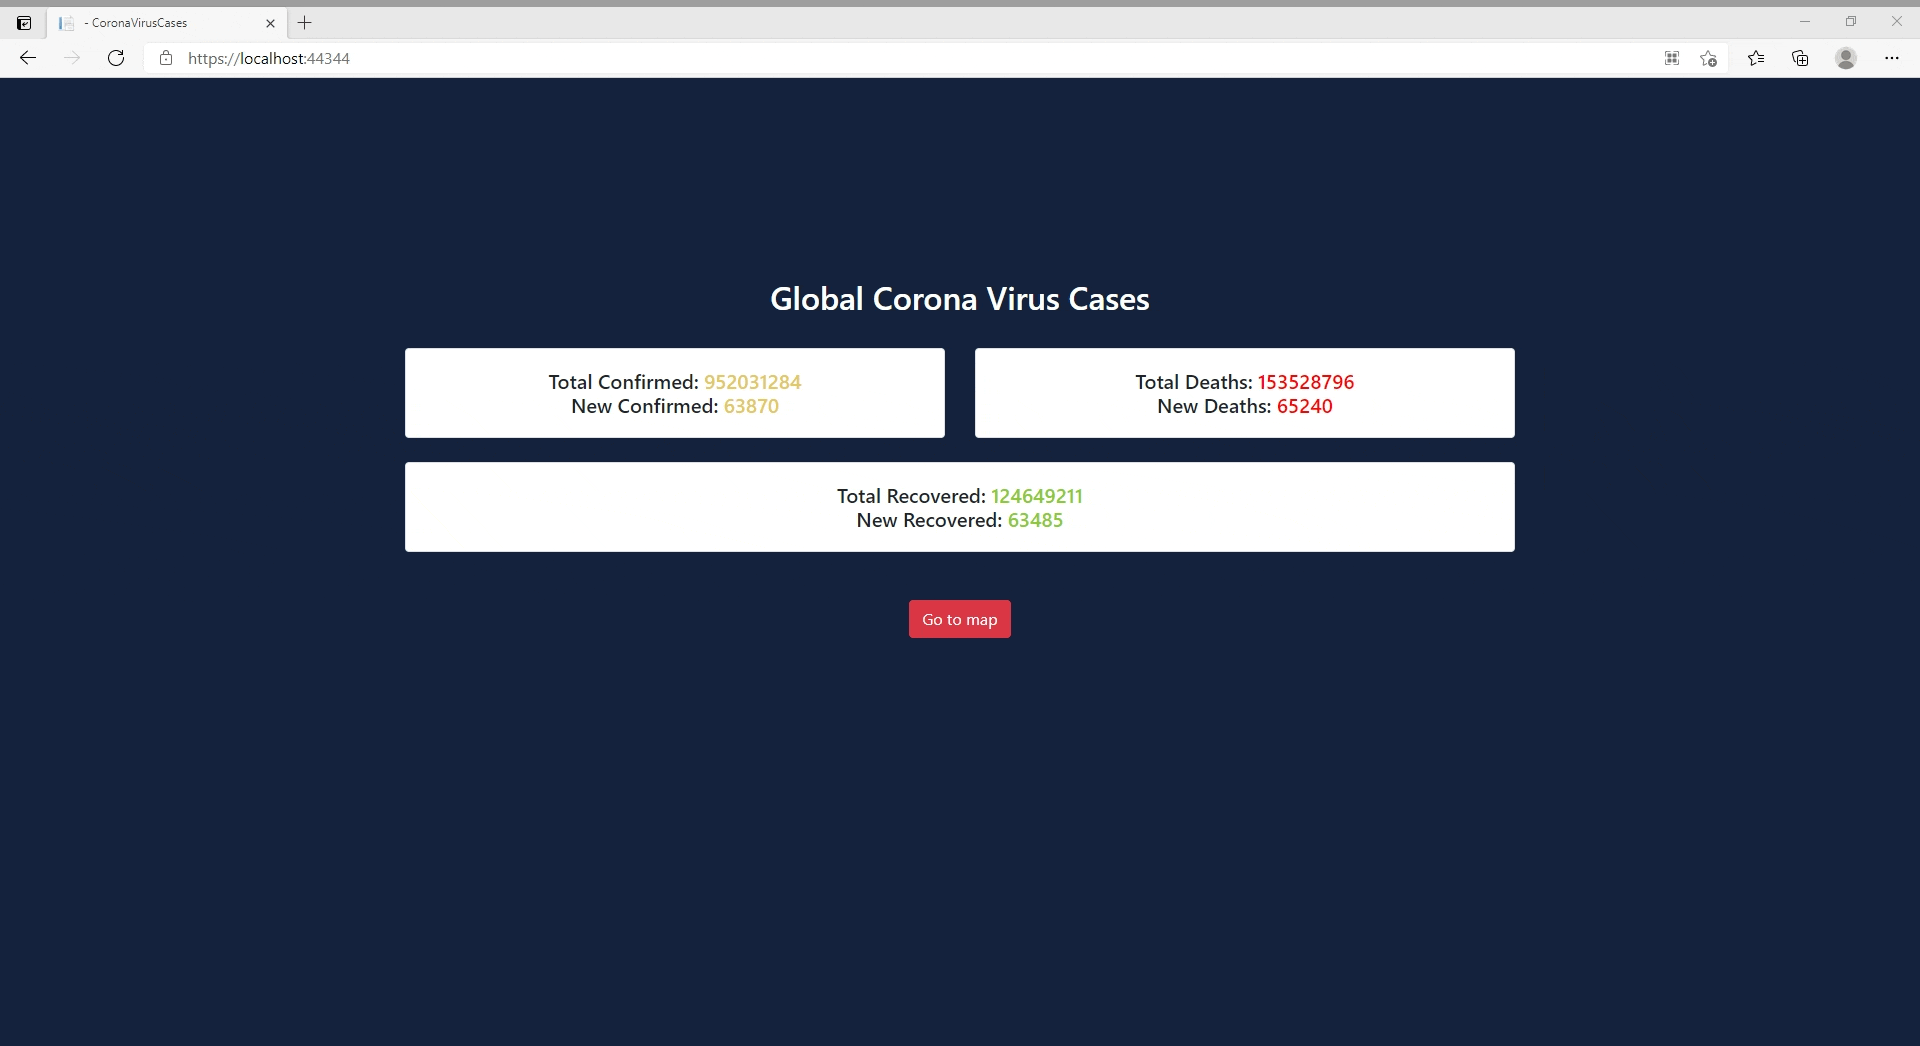 - CoronaVirusCases
https://localhost:44344
Global Corona Virus Cases
Total Confirmed: 952031284
New Confirmed: 63870
Total Deaths: 153528796
New Deaths: 65240
Total Recovered: 124649211
New Recovered: 63485
Go to map